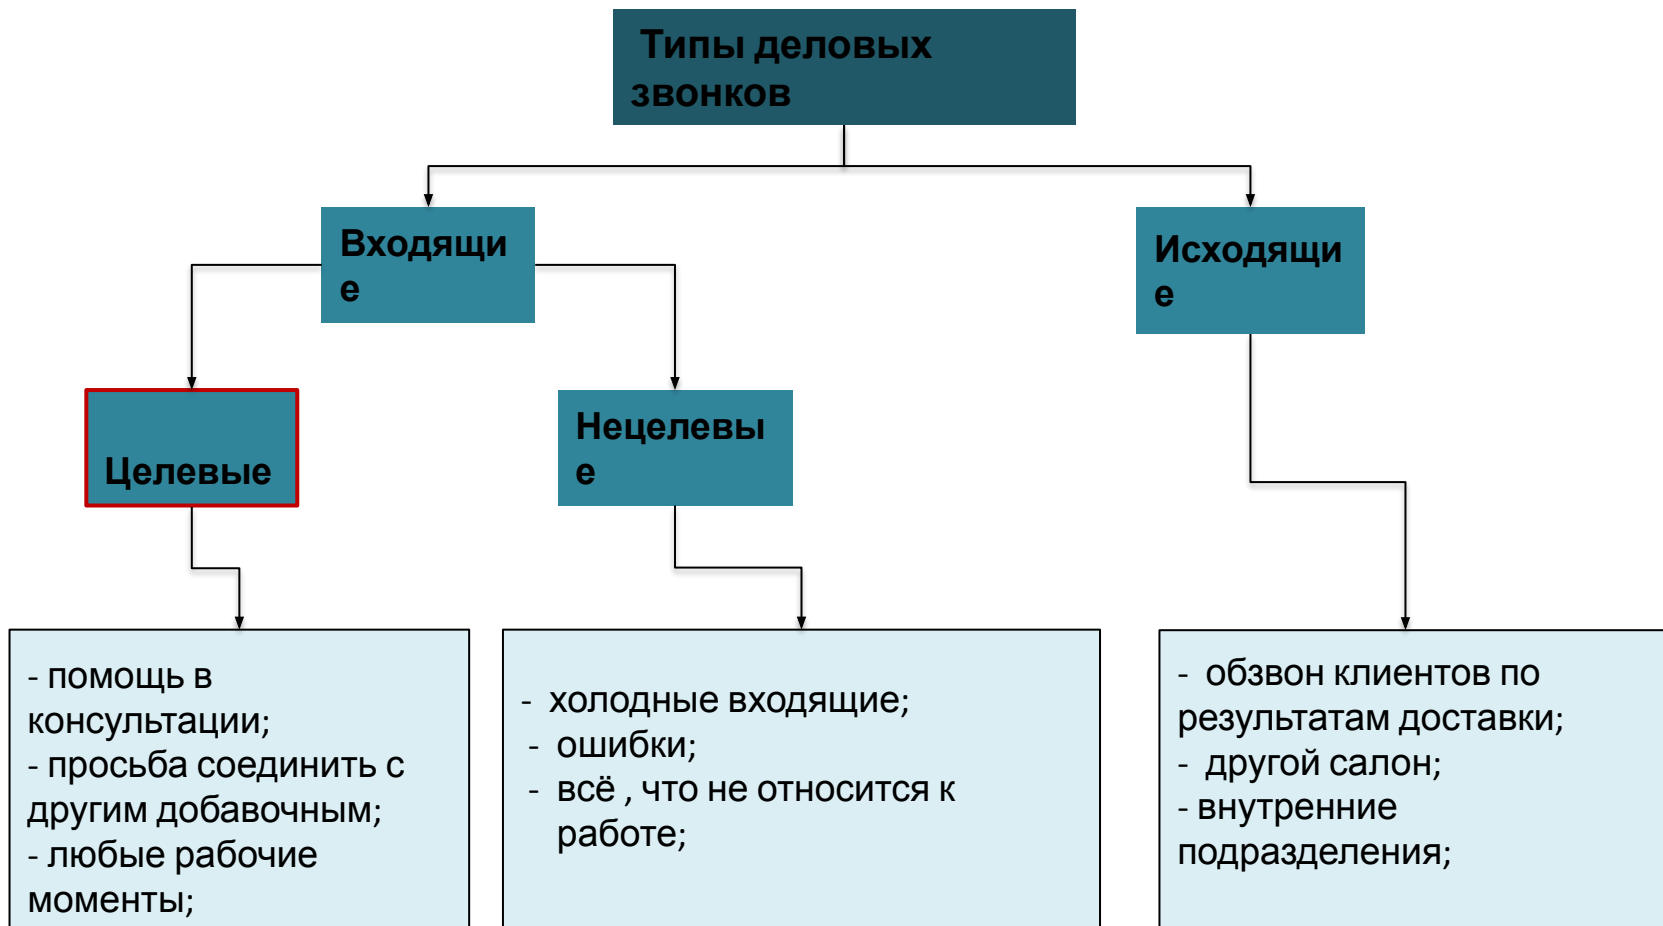 Типы деловых
звонков
Входящи
е
Исходящи
е
Целевые
Нецелевы
е
- помощь в
консультации;
- просьба соединить с
другим добавочным;
- любые рабочие
моменты;
- холодные входящие;
- ошибки;
- всё , что не относится к
работе;
- обзвон клиентов по
результатам доставки;
- другой салон;
- внутренние
подразделения;